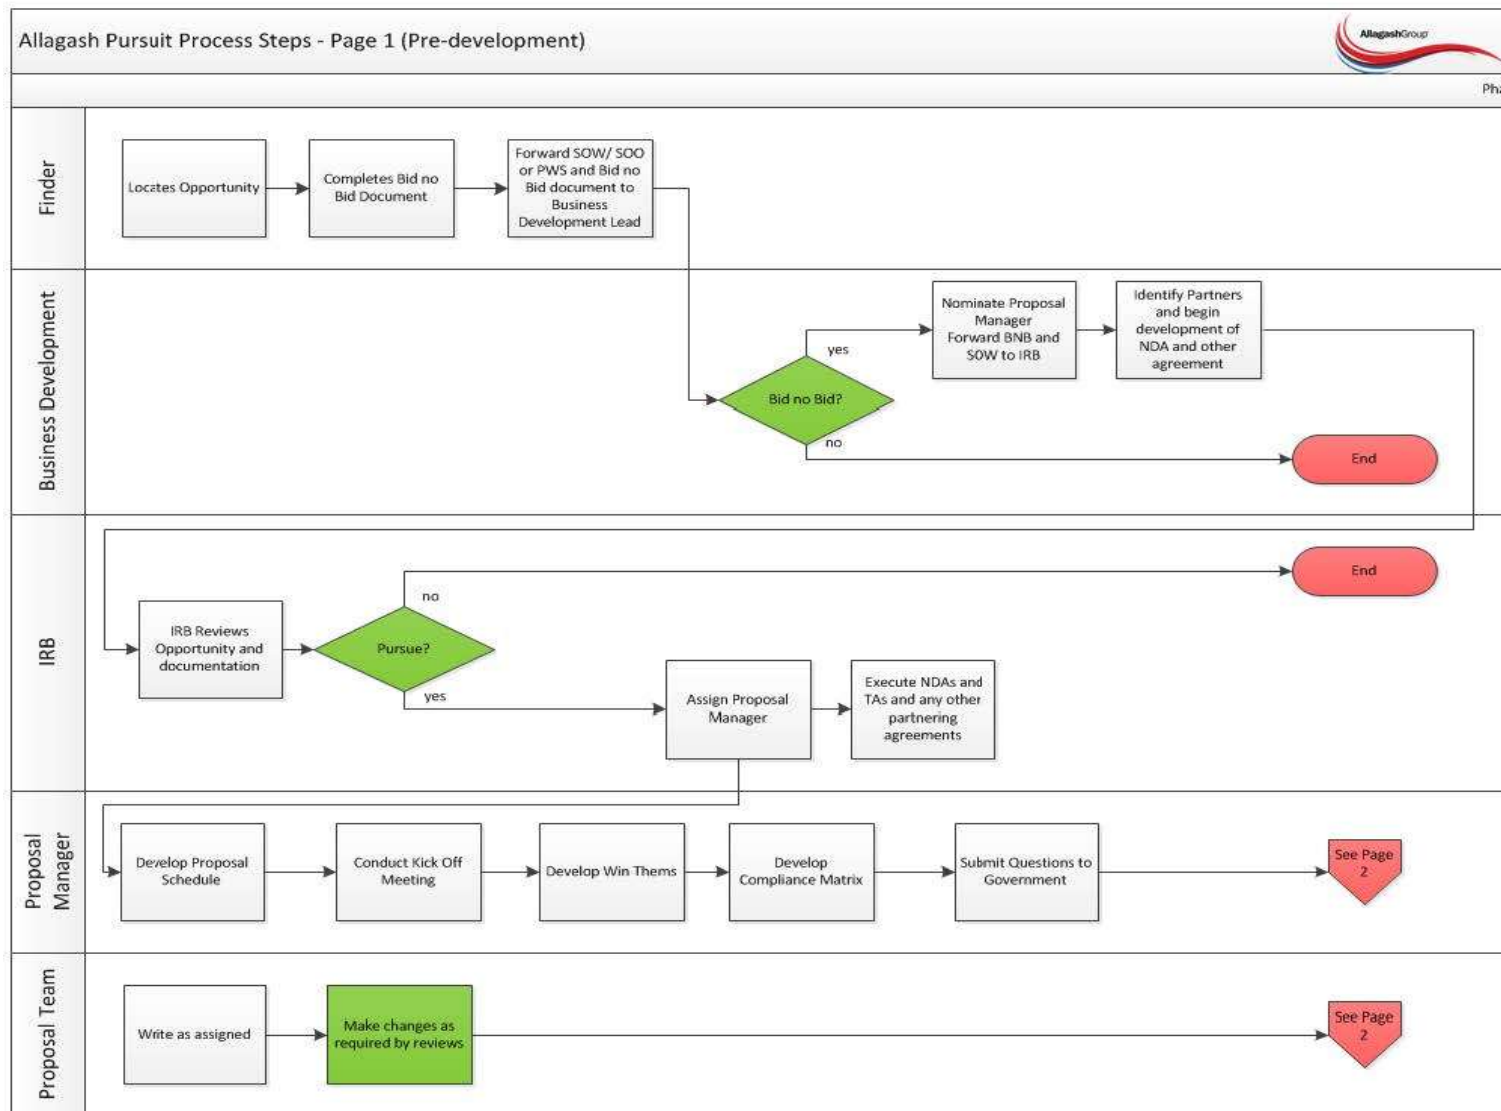 Allagash Pursuit Process Steps - Page 1 (Pre-development)
AllagashGroup
Pha
Finder
Locates Opportunity
Completes Bid no
Bid Document
Forward SOW/ SOO
or PWS and Bid no
Bid document to
Business
Development Lead
Business Development
Bid no Bid?
yes
no
Nominate Proposal
Manager
Forward BNB and
SOW to IRB
Identify Partners
and begin
development of
NDA and other
agreement
End
IRB
IRB Reviews
Opportunity and
documentation
Pursue?
no
yes
End
Assign Proposal
Manager
Execute NDAs and
TAs and any other
partnering
agreements
Proposal
Manager
Develop Proposal
Schedule
Conduct Kick Off
Meeting
Develop Win Thems
Develop
Compliance Matrix
Submit Questions to
Government
See Page
2
Proposal Team
Write as assigned
Make changes as
required by reviews
See Page
2